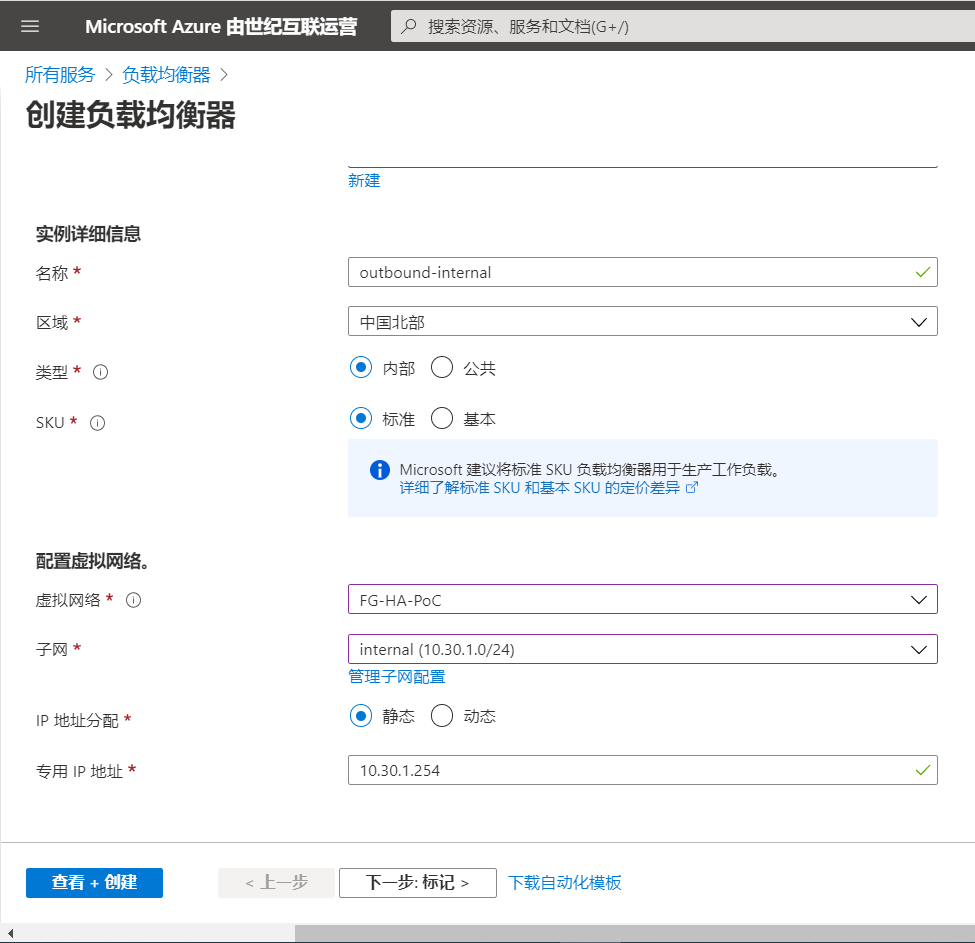 Microsoft Azure 由世纪互联运营
搜索资源、服务和文档(G+/)
所有服务 > 负载均衡器 >
创建负载均衡器
新建
实例详细信息
名称 *
outbound-internal
区域 *
中国北部
类型 *
内部 公共
SKU *
标准 基本
Microsoft 建议将标准 SKU 负载均衡器用于生产工作负载。
详细了解标准 SKU 和基本 SKU 的定价差异
配置虚拟网络。
虚拟网络 *
FG-HA-PoC
子网 *
internal (10.30.1.0/24)
管理子网配置
IP 地址分配 *
静态 动态
专用 IP 地址 *
10.30.1.254
查看 + 创建
< 上一步
下一步: 标记 >
下载自动化模板